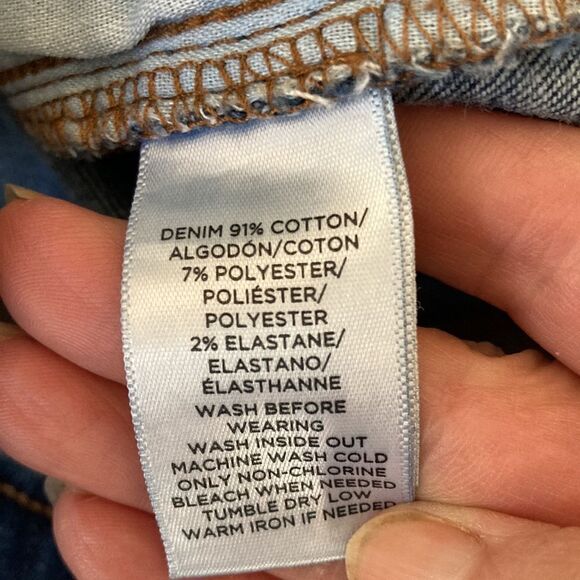 DENIM 91% COTTON/
ALGODÓN/COTON
7% POLYESTER/
POLIÉSTER/
POLYESTER
2% ELASTANE/
ELASTANO/
ÉLASTHANNE
WASH BEFORE
WEARING
WASH INSIDE OUT
MACHINE WASH COLD
ONLY NON-CHLORINE
BLEACH WHEN NEEDED
TUMBLE DRY LOW
WARM IRON IF NEEDED